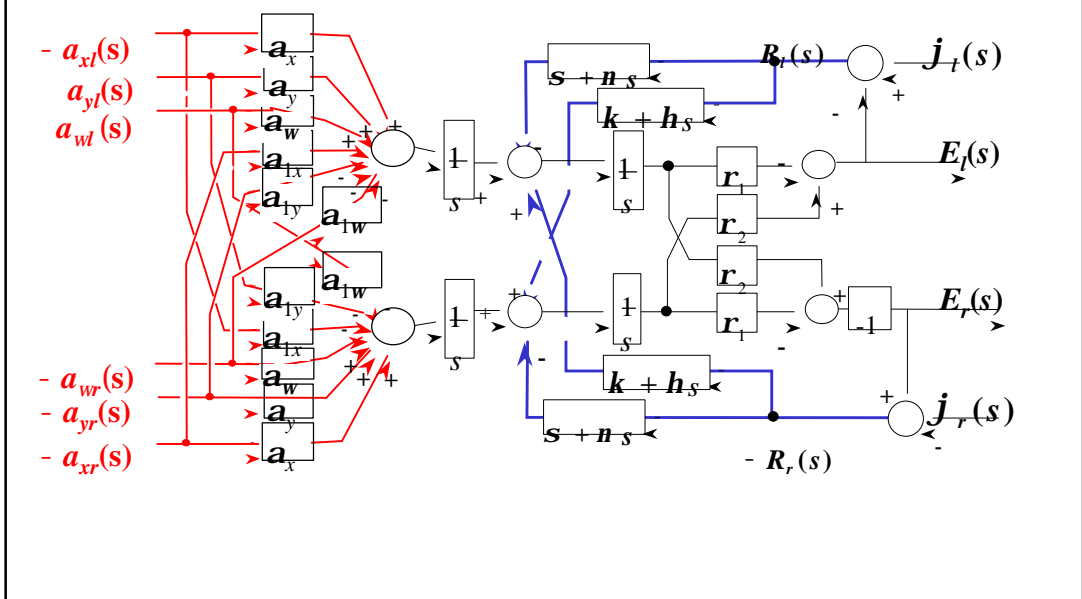 - a_xl(s)
a_yl(s)
a_wl (s)
a_x
a_y
a_w
a_1x
a_1y
a_1w
+
+
+
-
-
-
1
s
+
-
+
s + n s
k + h s
R_l(s)
1
s
r_1
r_2
-
+
-
+
j_t(s)
E_l(s)
a_1w
a_1y
a_1x
a_w
a_y
a_x
-
-
-
+
+
+
1
s
+
+
-
1
s
r_2
r_1
-
+
-1
E_r(s)
- a_wr(s)
- a_yr(s)
- a_xr(s)
k + h s
s + n s
+
-
j_r(s)
- R_r(s)